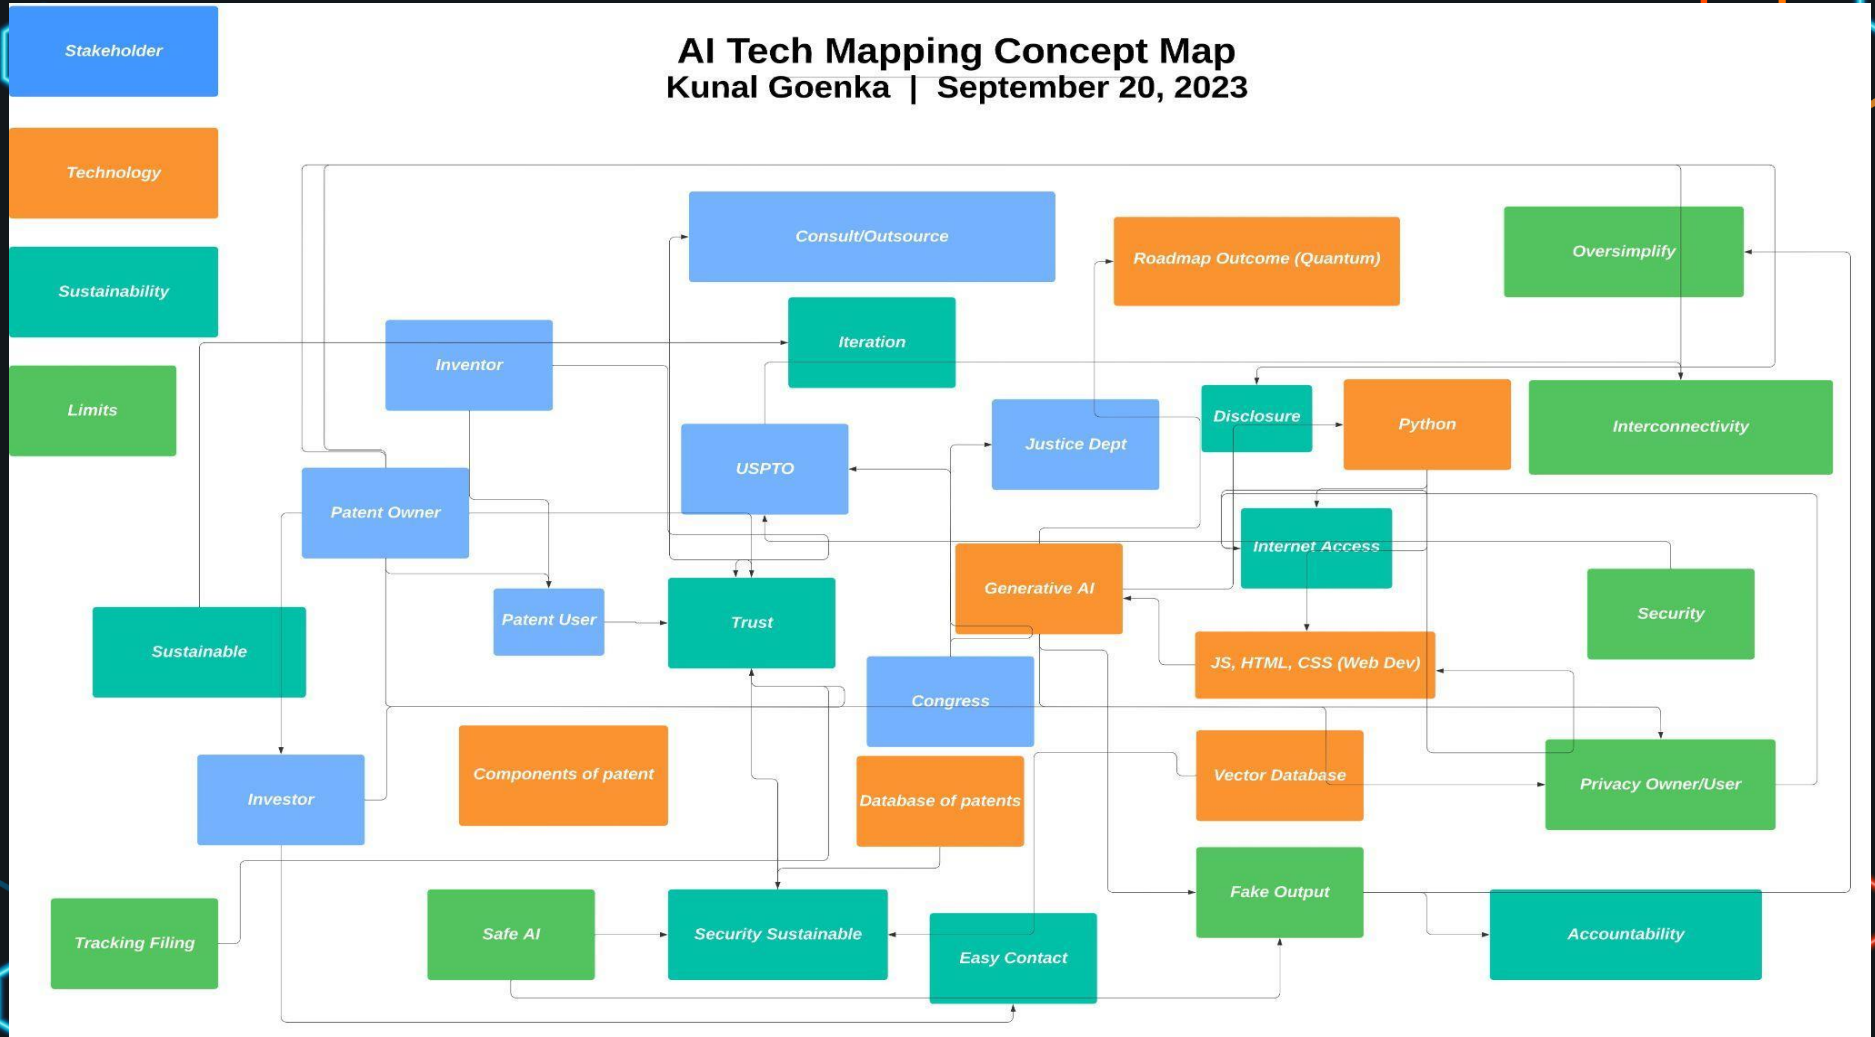 Stakeholder
AI Tech Mapping Concept Map
Kunal Goenka | September 20, 2023
Technology
Consult/Outsource
Roadmap Outcome (Quantum)
Oversimplify
Sustainability
Iteration
Inventor
Limits
Disclosure
Python
Interconnectivity
Justice Dept
USPTO
Patent Owner
Internet Access
Generative AI
Security
Patent User
Trust
Sustainable
JS, HTML, CSS (Web Dev)
Congress
Components of patent
Vector Database
Privacy Owner/User
Investor
Database of patents
Fake Output
Tracking Filing
Safe AI
Security Sustainable
Easy Contact
Accountability